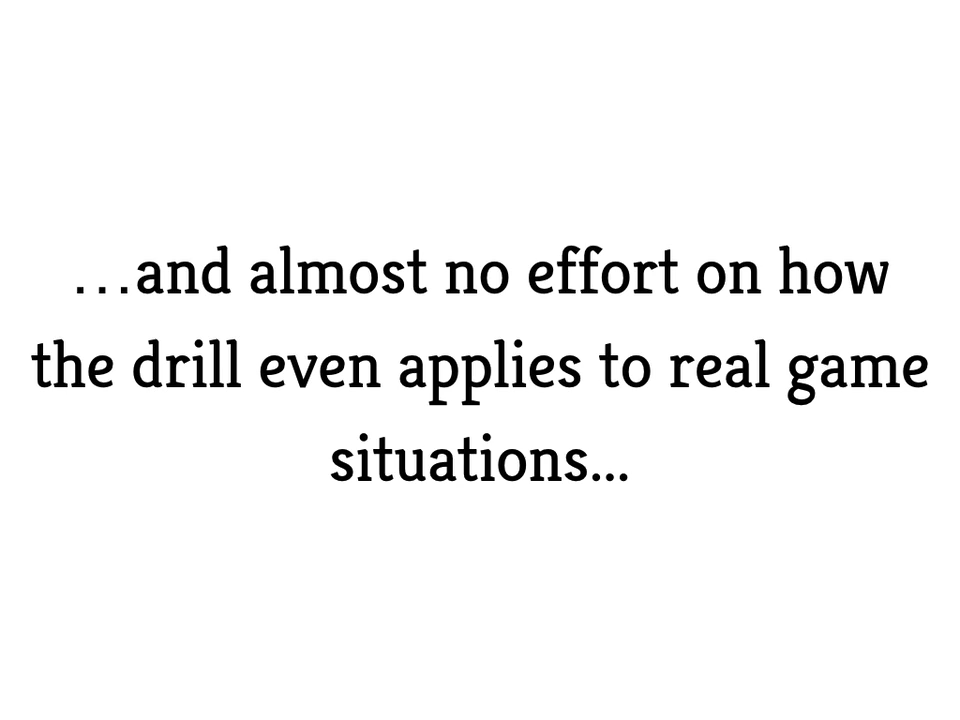 …and almost no effort on how
the drill even applies to real game
situations...